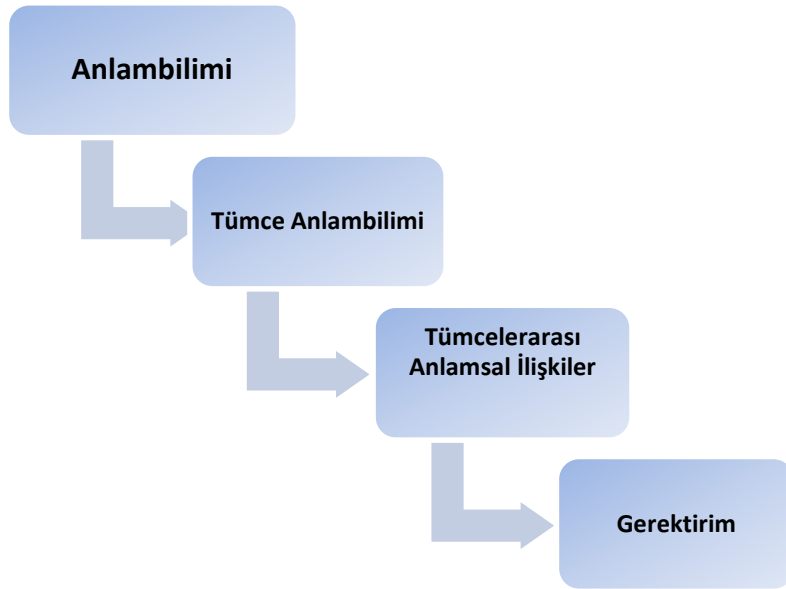 Anlambilimi
Tümce Anlambilimi
Tümcelerarası
Anlamsal İlişkiler
Gerektirim